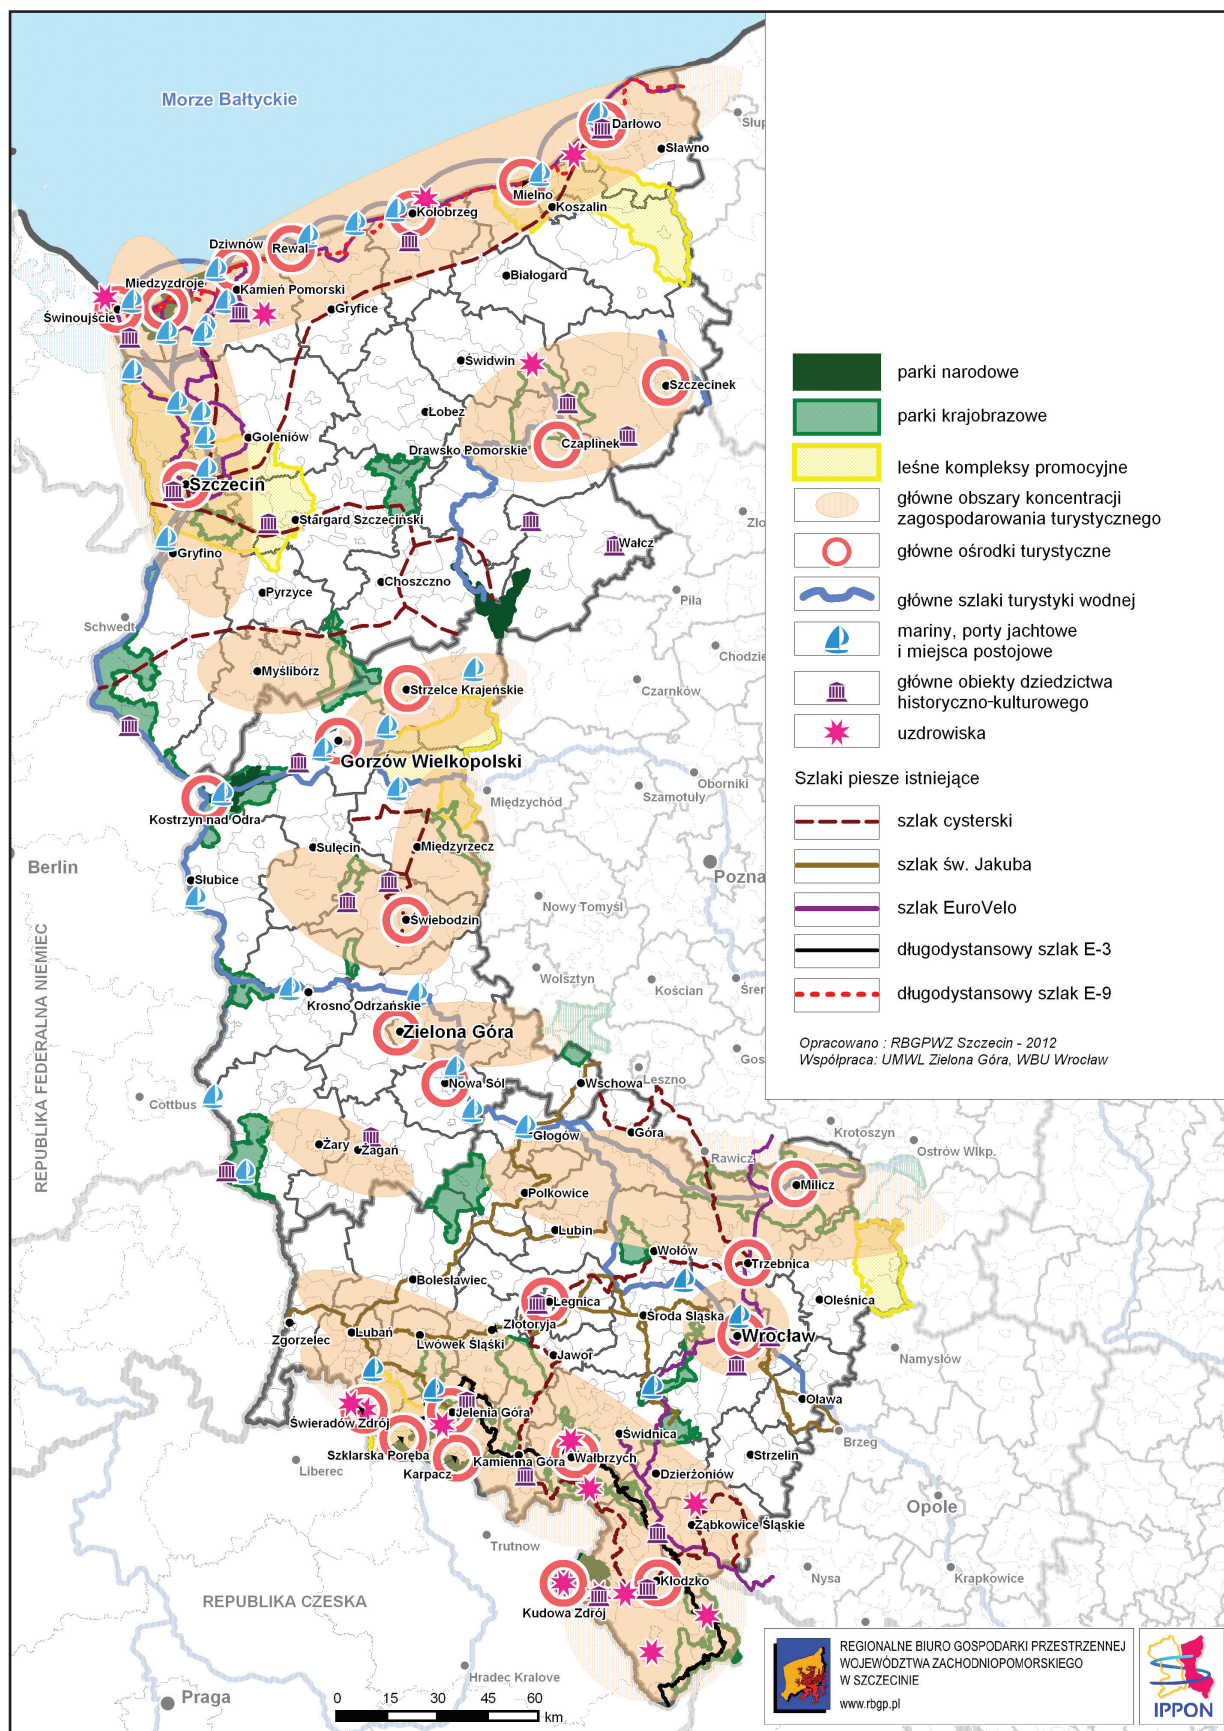 Morze Bałtyckie
Darłowo
Słup
Sławno
Mielno
Koszalin
Kołobrzeg
Dziwnów
Rewal
Białogard
Międzyzdroje
Kamień Pomorski
Świnoujście
Gryfice
Świdwin
Szczecinek
Łobez
Goleniów
Drawsko Pomorskie
Czaplinek
Szczecin
Stargard Szczeciński
Wałcz
Gryfino
Choszczno
Pyrzyce
Piła
Schwedt
Chodzie
Myślibórz
Strzelce Krajeńskie
Czarnków
Gorzów Wielkopolski
Oborniki
Międzychód
Szamotuły
Kostrzyn nad Odra
Sulęcin
Międzyrzecz
Berlin
Słubice
Pozna
Nowy Tomyśl
Świebodzin
Wolsztyn
Kościan
Śrem
Krosno Odrzańskie
Zielona Góra
Gos
Nowa Sól
Wschowa
Leszno
Cottbus
Głogów
Góra
Krotoszyn
Żary
Żagań
Rawicz
Ostrów Wlkp.
Polkowice
Milicz
Lubin
Wołów
Trzebnica
Bolesławiec
Legnica
Oleśnica
Środa Śląska
Zgorzelec
Lubań
Złotoryja
Lwówek Śląski
Wrocław
Jawor
Namysłów
Oława
Świeradów Zdrój
Jelenia Góra
Świdnica
Brzeg
Szklarska Poręba
Liberec
Karpacz
Kamienna Góra
Wałbrzych
Strzelin
Dzierżoniów
Opole
Ząbkowice Śląskie
Trutnow
Kłodzko
Nysa
Krapkowice
Kudowa Zdrój
Hradec Kralove
Praga
REPUBLIKA FEDERALNA NIEMIEC
REPUBLIKA CZESKA
0 15 30 45 60
km
parki narodowe
parki krajobrazowe
leśne kompleksy promocyjne
główne obszary koncentracji
zagospodarowania turystycznego
główne ośrodki turystyczne
główne szlaki turystyki wodnej
mariny, porty jachtowe
i miejsca postojowe
główne obiekty dziedzictwa
historyczno-kulturowego
uzdrowiska
Szlaki piesze istniejące
szlak cysterski
szlak św. Jakuba
szlak EuroVelo
długodystansowy szlak E-3
długodystansowy szlak E-9
Opracowano : RBGPWZ Szczecin - 2012
Współpraca: UMWL Zielona Góra, WBU Wrocław
REGIONALNE BIURO GOSPODARKI PRZESTRZENNEJ
WOJEWÓDZTWA ZACHODNIOPOMORSKIEGO
W SZCZECINIE
www.rbgp.pl
IPPON